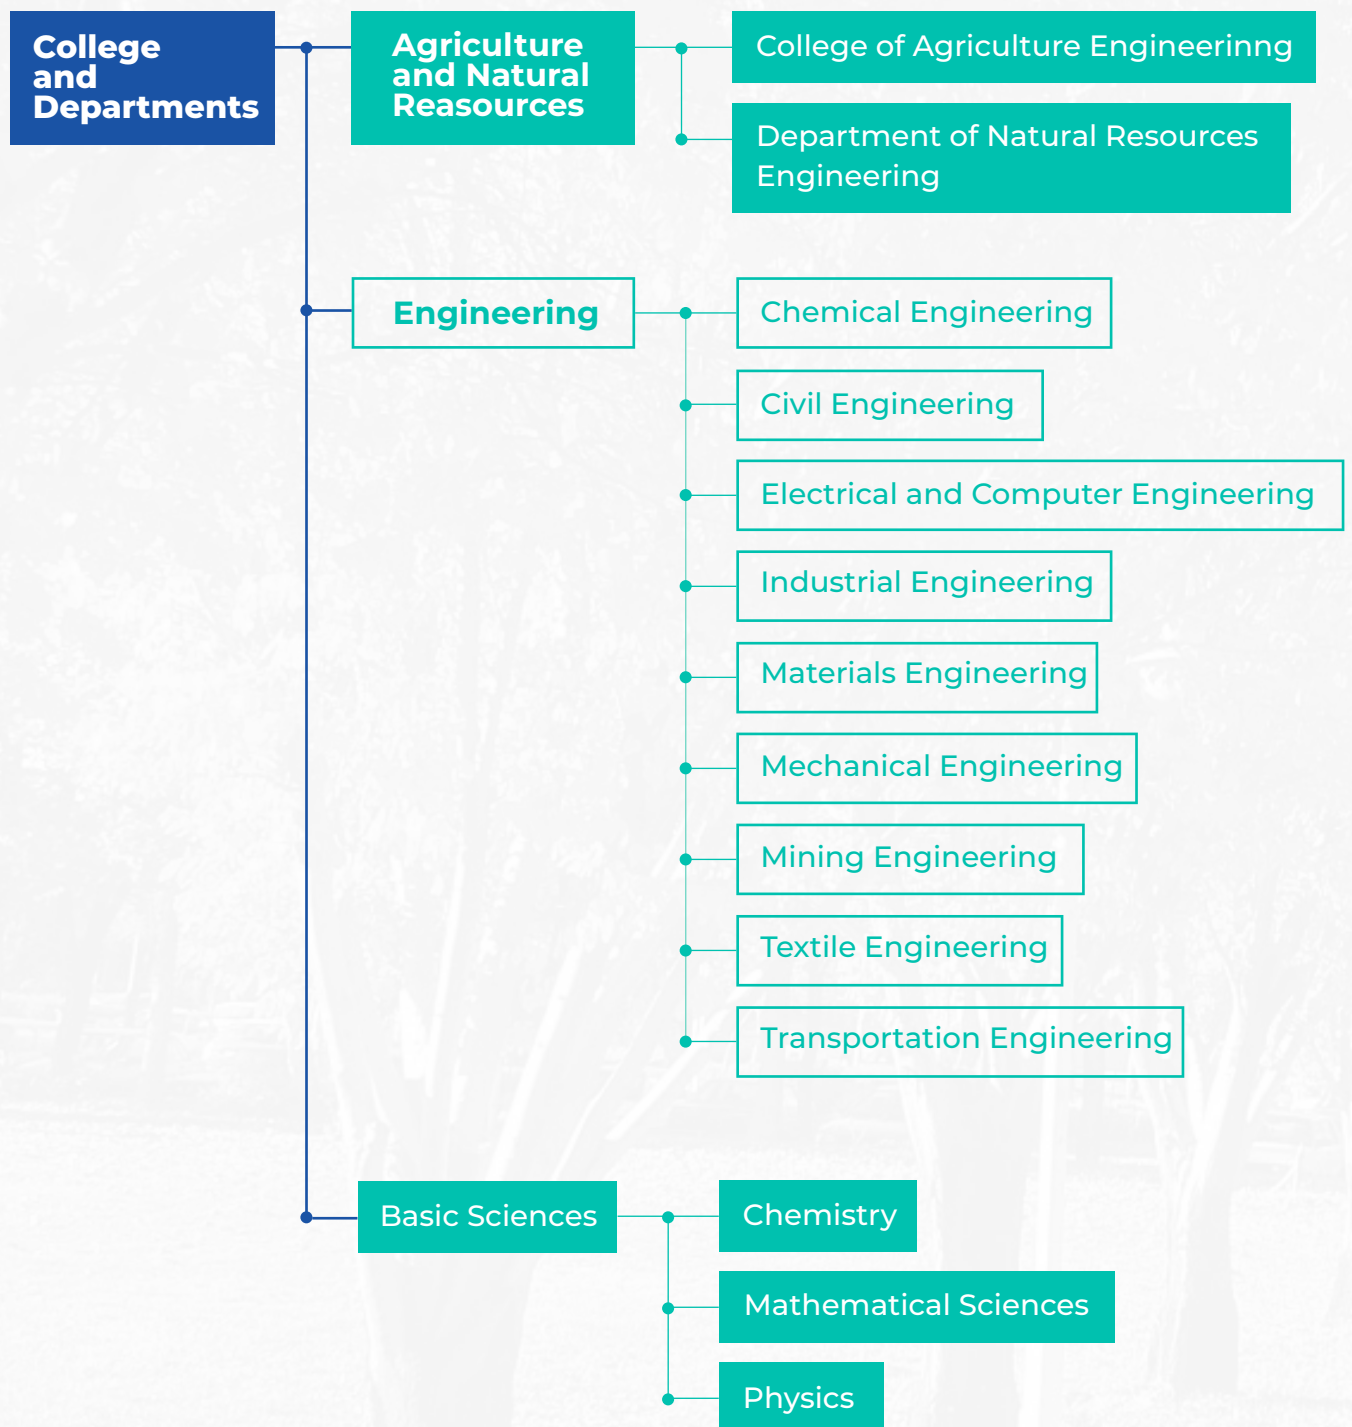 College
and
Departments
Agriculture
and Natural
Reasources
College of Agriculture Engineerinng
Department of Natural Resources
Engineering
Engineering
Chemical Engineering
Civil Engineering
Electrical and Computer Engineering
Industrial Engineering
Materials Engineering
Mechanical Engineering
Mining Engineering
Textile Engineering
Transportation Engineering
Basic Sciences
Chemistry
Mathematical Sciences
Physics